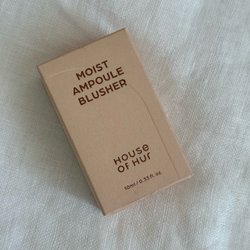 MOIST
AMPOULE
BLUSHER
HOUSE
OF HUR
10ml / 0.33 fl. oz